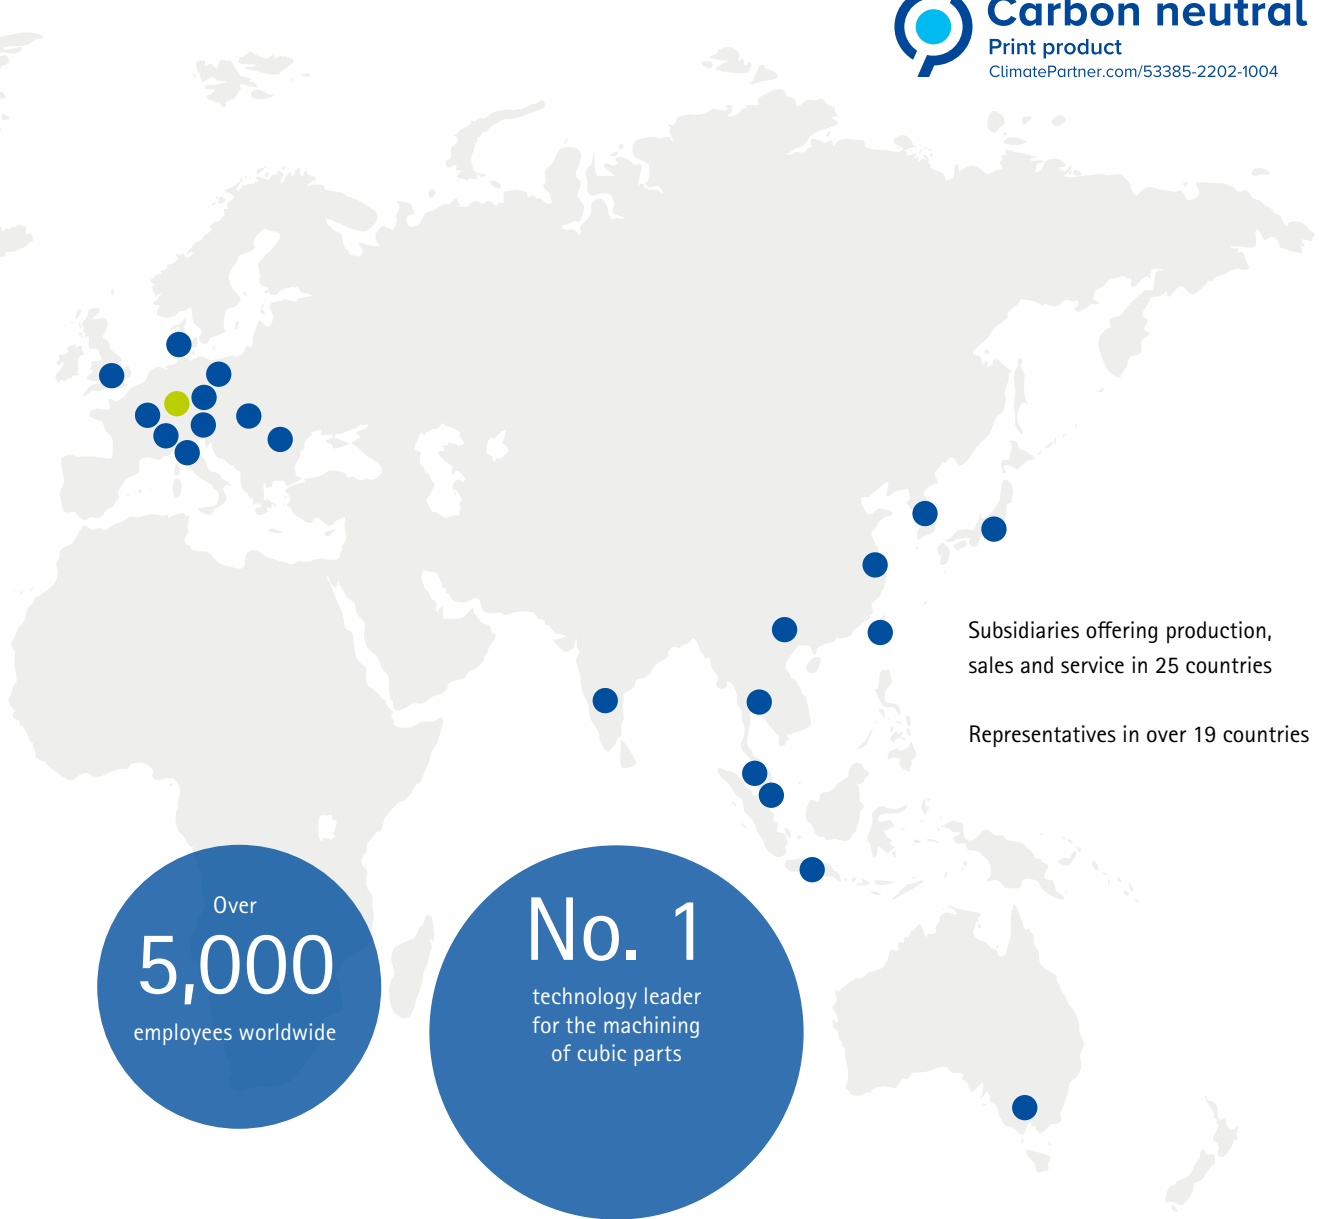 Carbon neutral
Print product
ClimatePartner.com/53385-2202-1004
Subsidiaries offering production,
sales and service in 25 countries
Representatives in over 19 countries
Over
5,000
employees worldwide
No. 1
technology leader
for the machining
of cubic parts